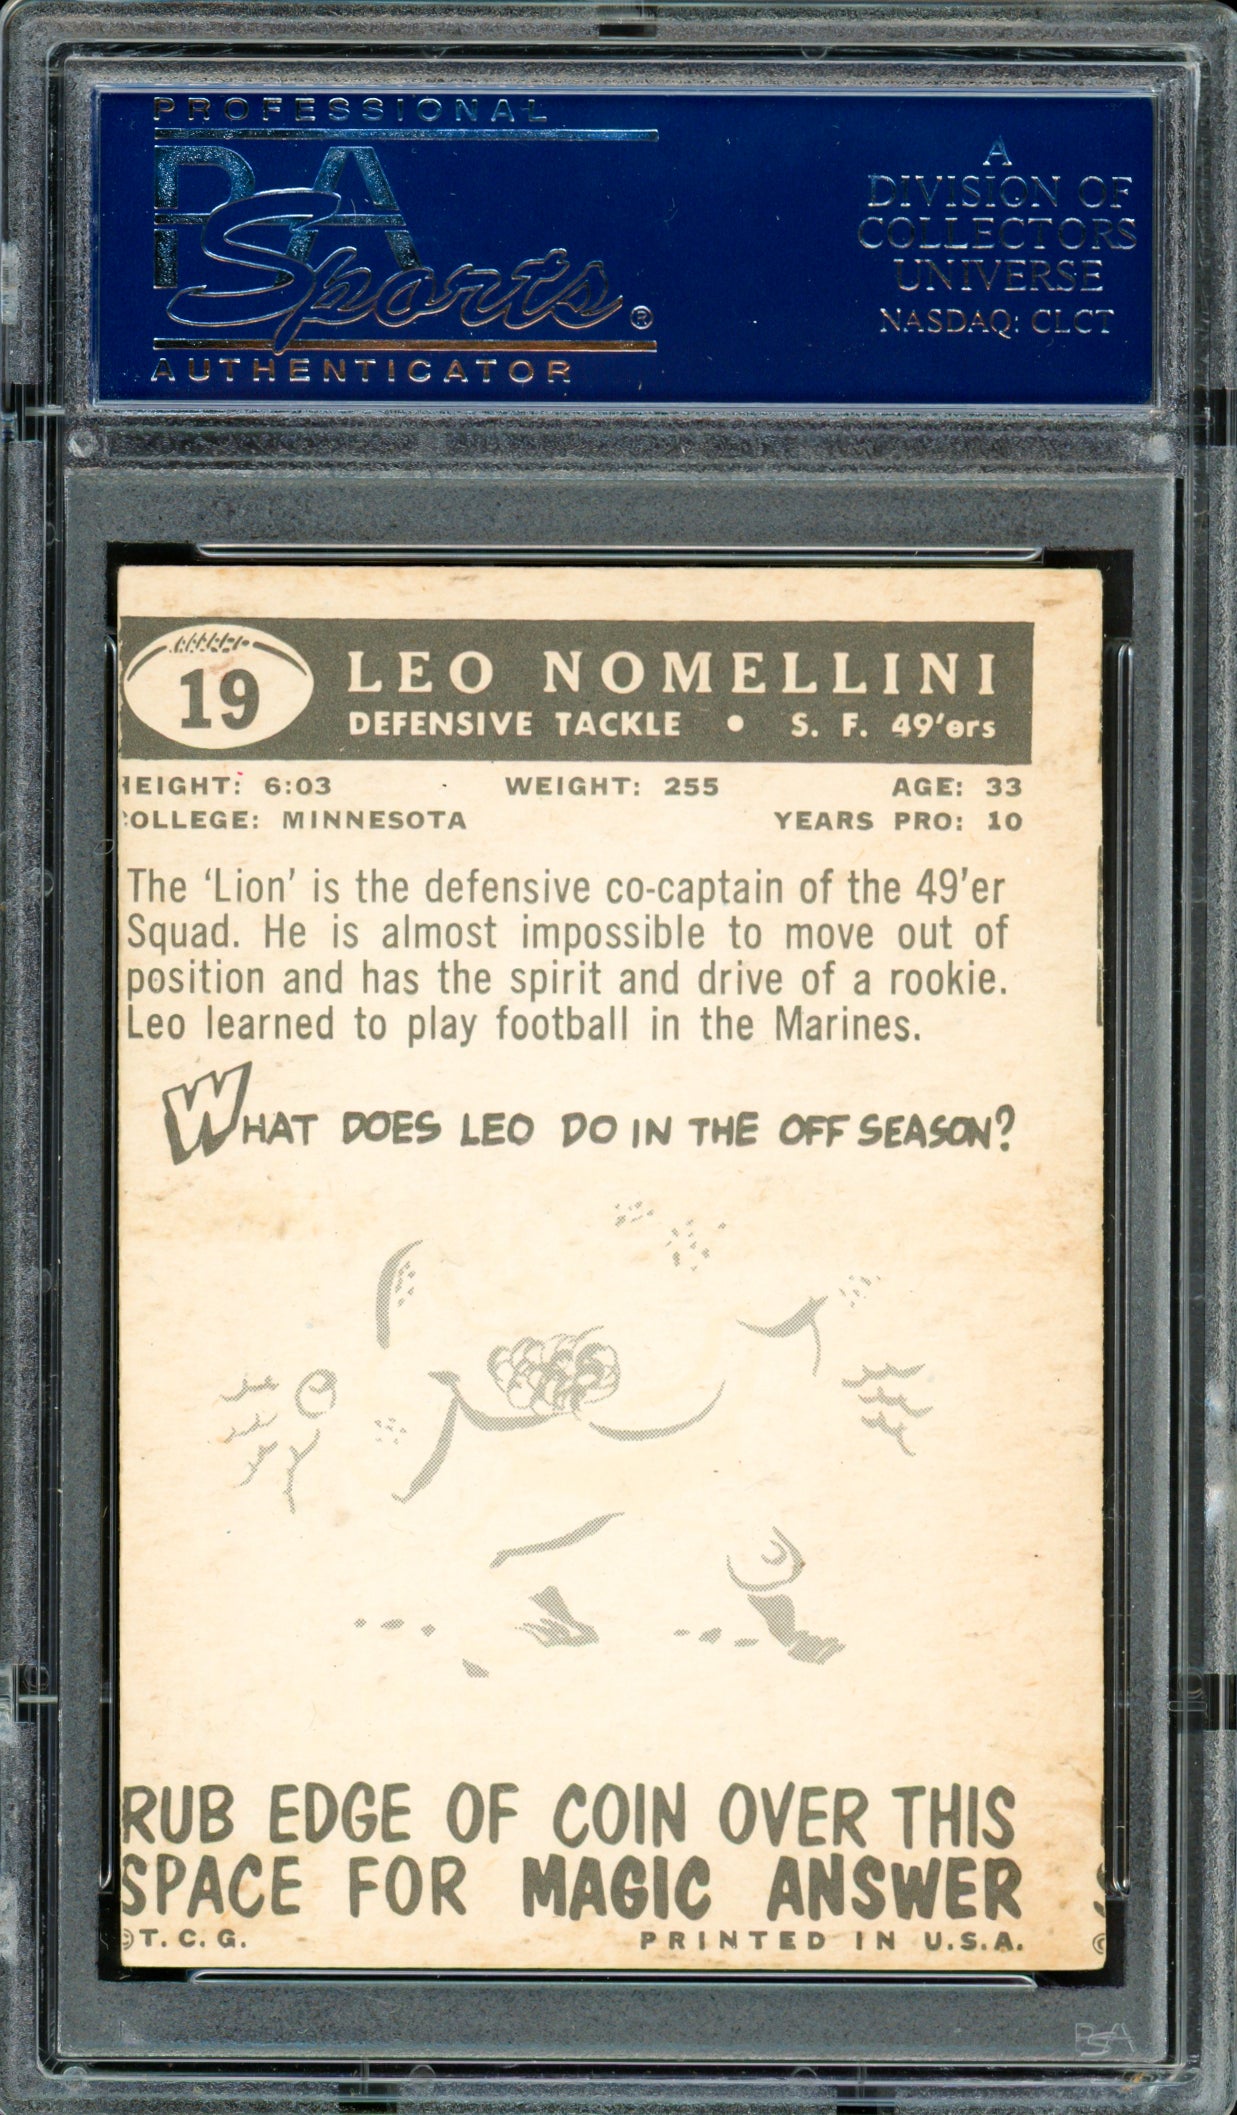 PROFESSIONAL
PSA
Sports®
AUTHENTICATOR
A
DIVISION OF
COLLECTORS
UNIVERSE
NASDAQ: CLCT
19
LEO NOMELLINI
DEFENSIVE TACKLE • S. F. 49'ers
HEIGHT: 6:03 WEIGHT: 255 AGE: 33
COLLEGE: MINNESOTA YEARS PRO: 10
The 'Lion' is the defensive co-captain of the 49'er
Squad. He is almost impossible to move out of
position and has the spirit and drive of a rookie.
Leo learned to play football in the Marines.
WHAT DOES LEO DO IN THE OFF SEASON?
RUB EDGE OF COIN OVER THIS
SPACE FOR MAGIC ANSWER
©T. C. G. PRINTED IN U.S.A.
PSA